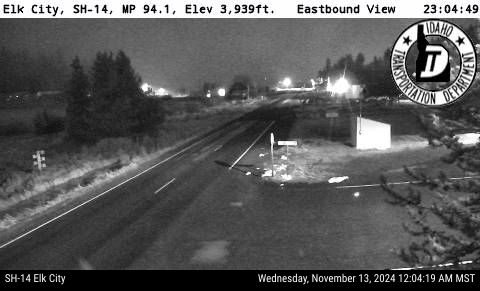 Elk City, SH-14, MP 94.1, Elev 3,939ft. Eastbound View 23:04:49
IDAHO
TRANSPORTATION DEPARTMENT
SH-14 Elk City Wednesday, November 13, 2024 12:04:19 AM MST